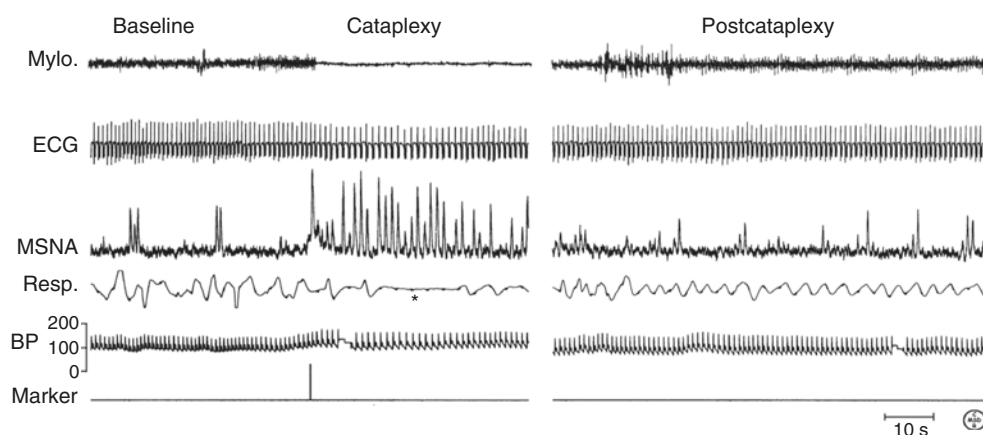 Baseline Cataplexy Postcataplexy
Mylo.
ECG
MSNA
Resp.
*
200
BP 100
0
Marker
10 s